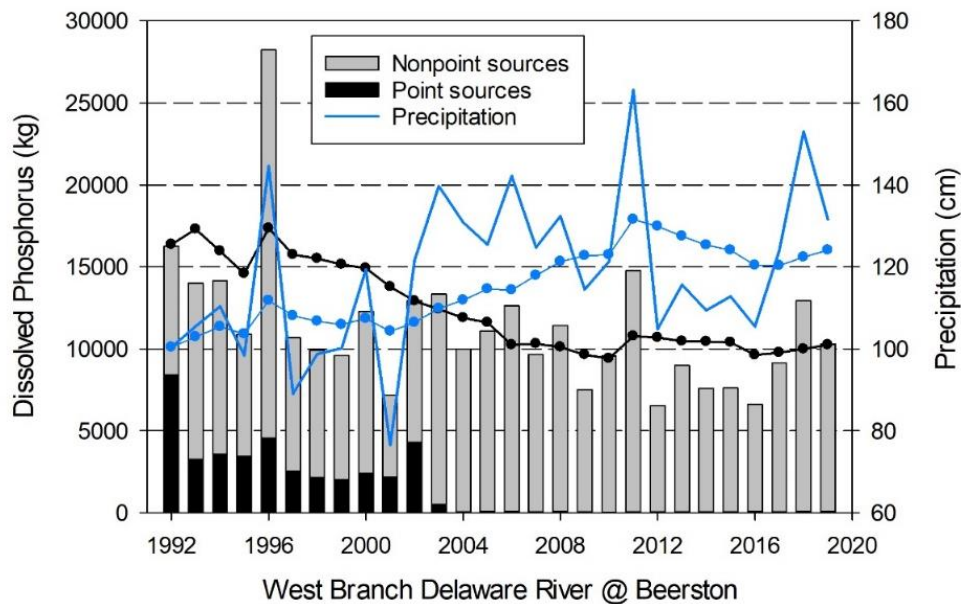 30000
25000
20000
15000
10000
5000
0
Dissolved Phosphorus (kg)
Nonpoint sources
Point sources
Precipitation
180
160
140
120
100
80
60
Precipitation (cm)
1992 1996 2000 2004 2008 2012 2016 2020
West Branch Delaware River @ Beerston